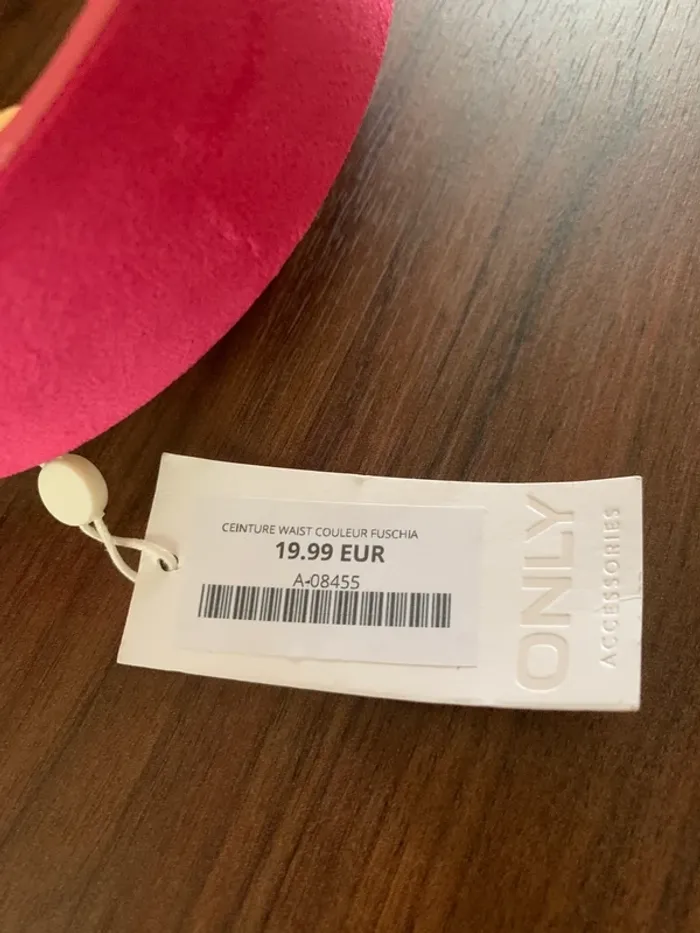 CEINTURE WAIST COULEUR FUSCHIA
19.99 EUR
A-08455
ONLY
ACCESSORIES